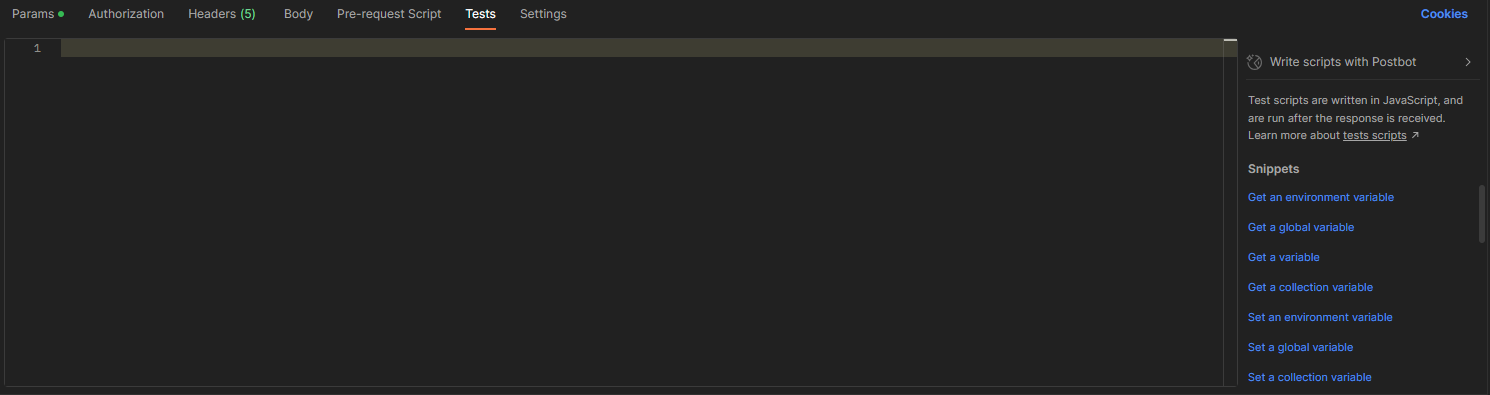 Params Authorization Headers (5) Body Pre-request Script Tests Settings Cookies
1
Write scripts with Postbot
Test scripts are written in JavaScript, and
are run after the response is received.
Learn more about tests scripts ↗
Snippets
Get an environment variable
Get a global variable
Get a variable
Get a collection variable
Set an environment variable
Set a global variable
Set a collection variable